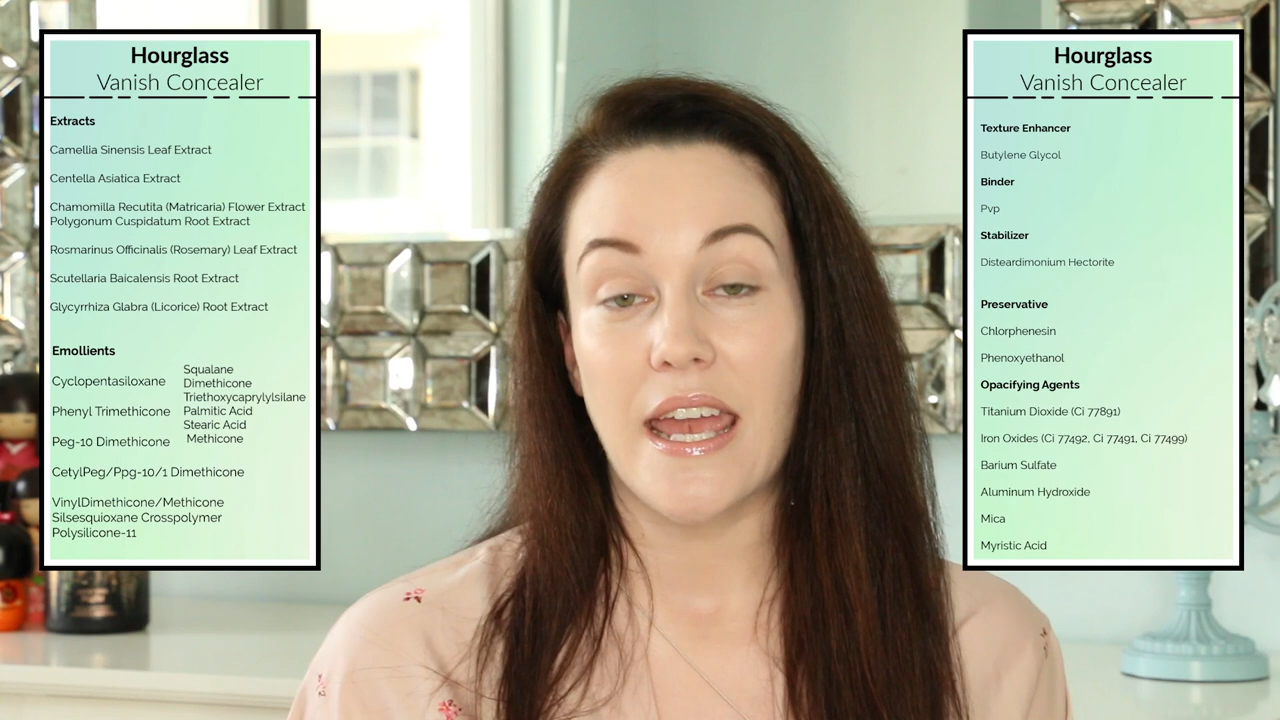 Hourglass
Vanish Concealer
Extracts
Camellia Sinensis Leaf Extract
Centella Asiatica Extract
Chamomilla Recutita (Matricaria) Flower Extract
Polygonum Cuspidatum Root Extract
Rosmarinus Officinalis (Rosemary) Leaf Extract
Scutellaria Baicalensis Root Extract
Glycyrrhiza Glabra (Licorice) Root Extract
Emollients
Cyclopentasiloxane
Phenyl Trimethicone
Peg-10 Dimethicone
Squalane
Dimethicone
Triethoxycaprylylsilane
Palmitic Acid
Stearic Acid
Methicone
CetylPeg/Ppg-10/1 Dimethicone
VinylDimethicone/Methicone
Silsesquioxane Crosspolymer
Polysilicone-11
Hourglass
Vanish Concealer
Texture Enhancer
Butylene Glycol
Binder
Pvp
Stabilizer
Disteardimonium Hectorite
Preservative
Chlorphenesin
Phenoxyethanol
Opacifying Agents
Titanium Dioxide (Ci 77891)
Iron Oxides (Ci 77492, Ci 77491, Ci 77499)
Barium Sulfate
Aluminum Hydroxide
Mica
Myristic Acid